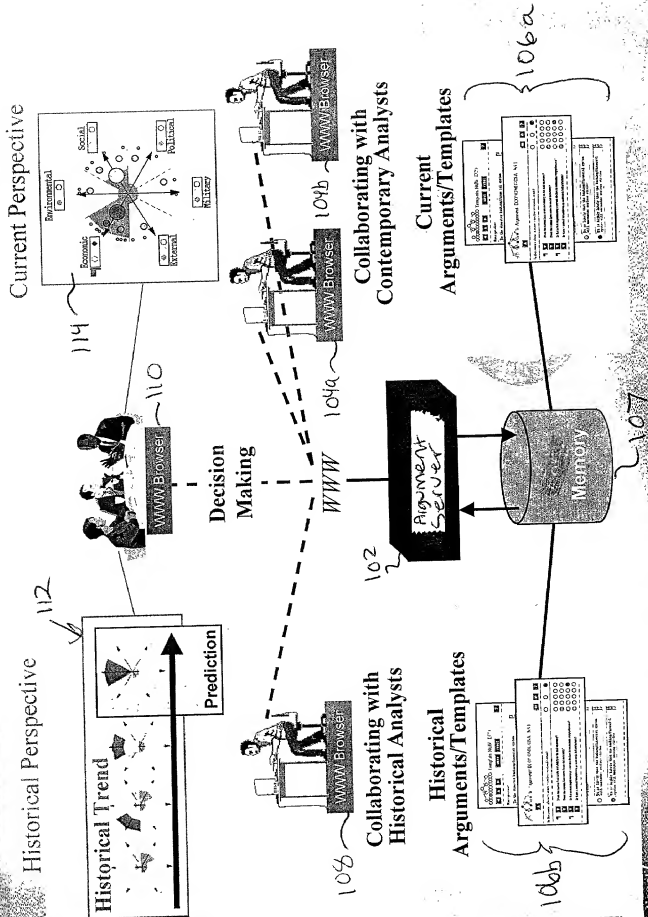 Historical Perspective
Current Perspective
112
Historical Trend
Prediction
WWW Browser
110
114
Environmental
Economic
Social
External
Political
Military
Decision
Making
WWW Browser
108
WWW Browser
104a
WWW Browser
104b
Collaborating with
Historical Analysts
WWW
Collaborating with
Contemporary Analysts
102
Argument
Server
Historical
Arguments/Templates
Current
Arguments/Templates
106b
Memory
107
106a